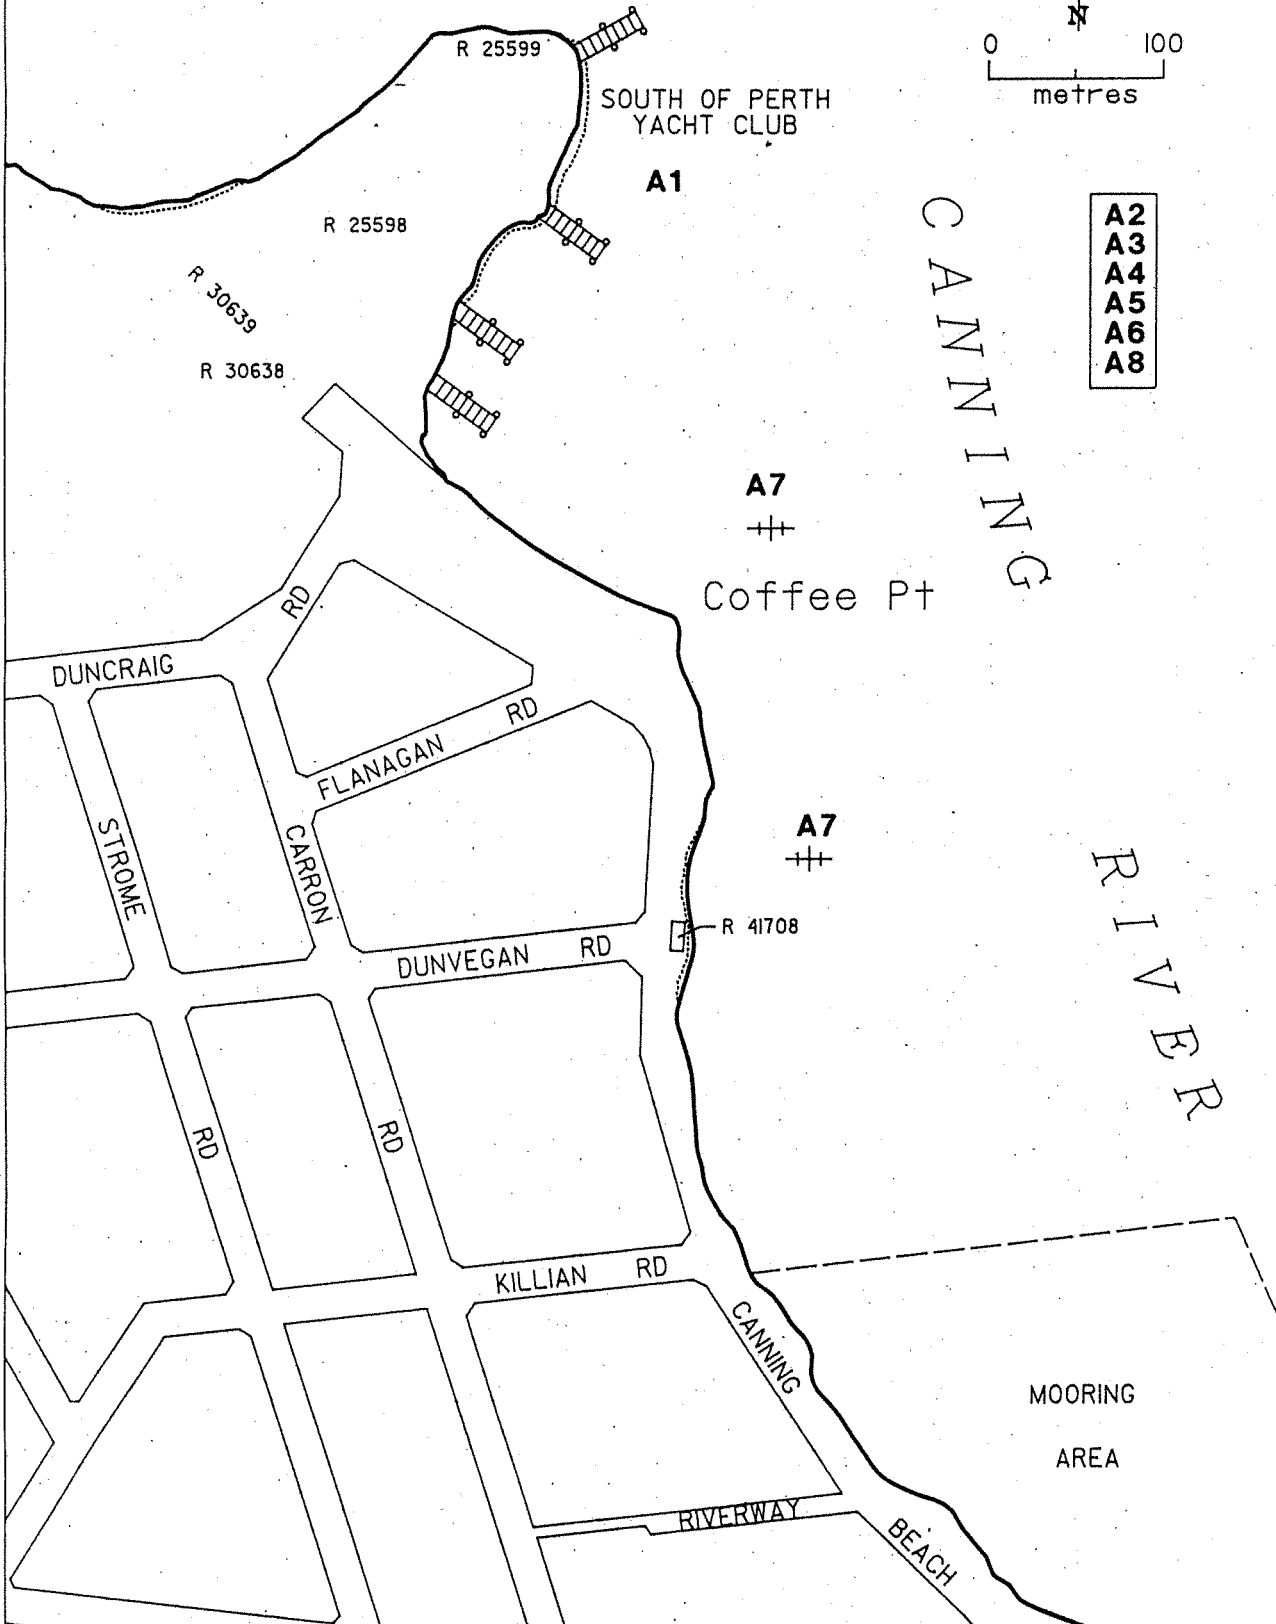 N
0 100
metres
R 25599
SOUTH OF PERTH
YACHT CLUB
A1
R 25598
R 30639
R 30638
A2
A3
A4
A5
A6
A8
CANNING
A7
Coffee Pt
RD
DUNCRAIG
RD
FLANAGAN
STROME
CARRON
A7
RIVER
R 41708
DUNVEGAN RD
RD
RD
KILLIAN RD
CANNING
MOORING
AREA
RIVERWAY
BEACH